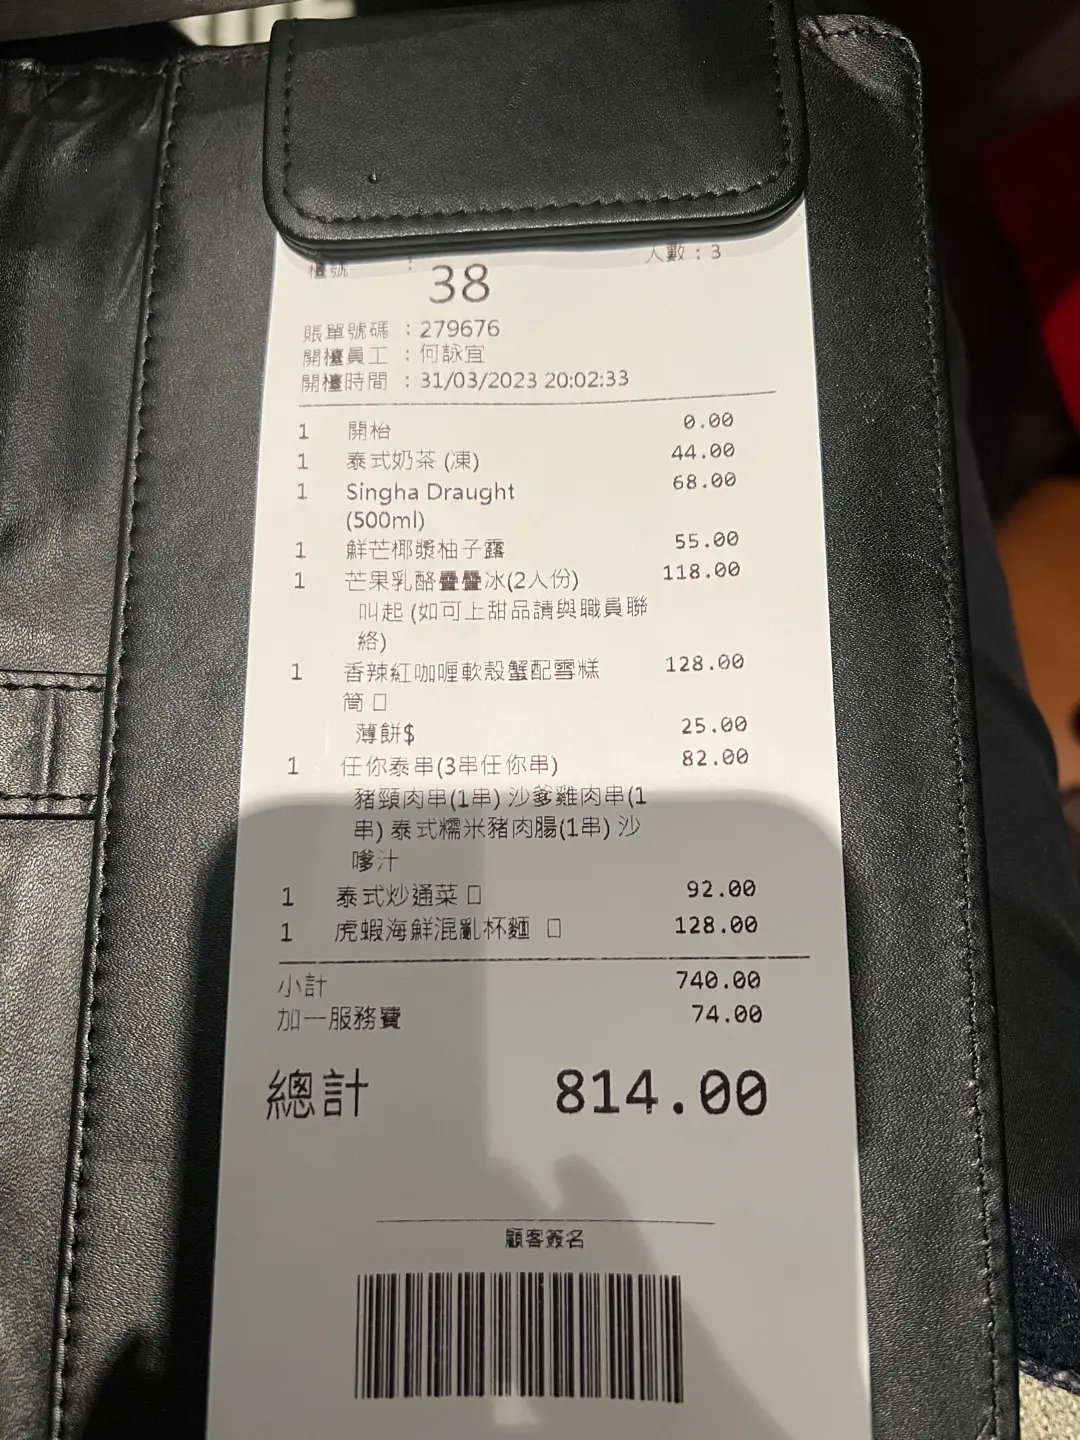 檯號 :
38
人數 : 3
賬單號碼 : 279676
開檯員工 : 何詠宜
開檯時間 : 31/03/2023 20:02:33
1 開枱 0.00
1 泰式奶茶 (凍) 44.00
1 Singha Draught 68.00
(500ml)
1 鮮芒椰漿柚子露 55.00
1 芒果乳酪疊疊冰(2人份) 118.00
叫起 (如可上甜品請與職員聯
絡)
1 香辣紅咖喱軟殼蟹配雪糕 128.00
筒 □
薄餅$ 25.00
1 任你泰串(3串任你串) 82.00
豬頸肉串(1串) 沙爹雞肉串(1
串) 泰式糯米豬肉腸(1串) 沙
嗲汁
1 泰式炒通菜 □ 92.00
1 虎蝦海鮮混亂杯麵 □ 128.00
小計 740.00
加一服務費 74.00
總計 814.00
顧客簽名